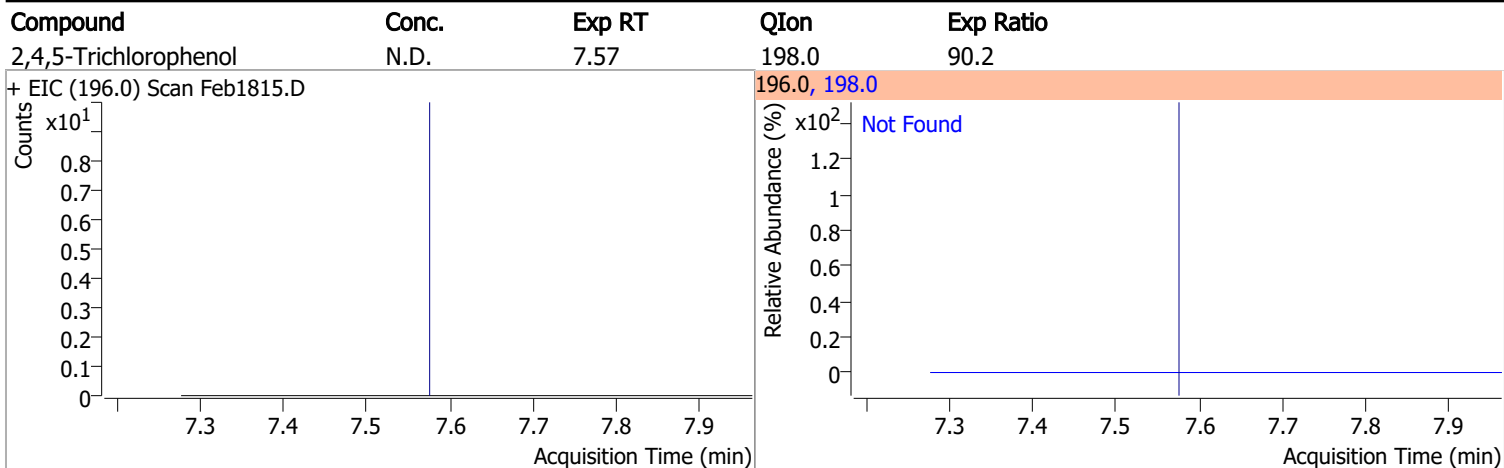 Compound Conc. Exp RT QIon Exp Ratio
2,4,5-Trichlorophenol N.D. 7.57 198.0 90.2
+ EIC (196.0) Scan Feb1815.D
Counts
x10¹
0.8
0.7
0.6
0.5
0.4
0.3
0.2
0.1
0
7.3 7.4 7.5 7.6 7.7 7.8 7.9
Acquisition Time (min)
196.0, 198.0
Relative Abundance (%)
x10²
Not Found
1.2
1
0.8
0.6
0.4
0.2
0
7.3 7.4 7.5 7.6 7.7 7.8 7.9
Acquisition Time (min)